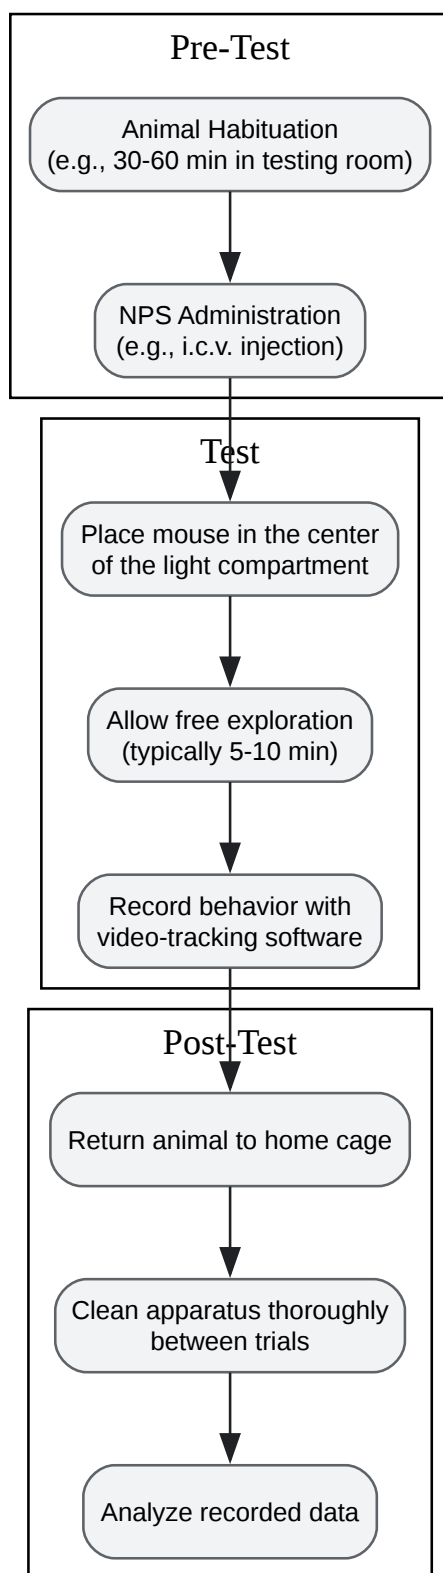 Pre-Test
Animal Habituation
(e.g., 30-60 min in testing room)
NPS Administration
(e.g., i.c.v. injection)
Test
Place mouse in the center
of the light compartment
Allow free exploration
(typically 5-10 min)
Record behavior with
video-tracking software
Post-Test
Return animal to home cage
Clean apparatus thoroughly
between trials
Analyze recorded data